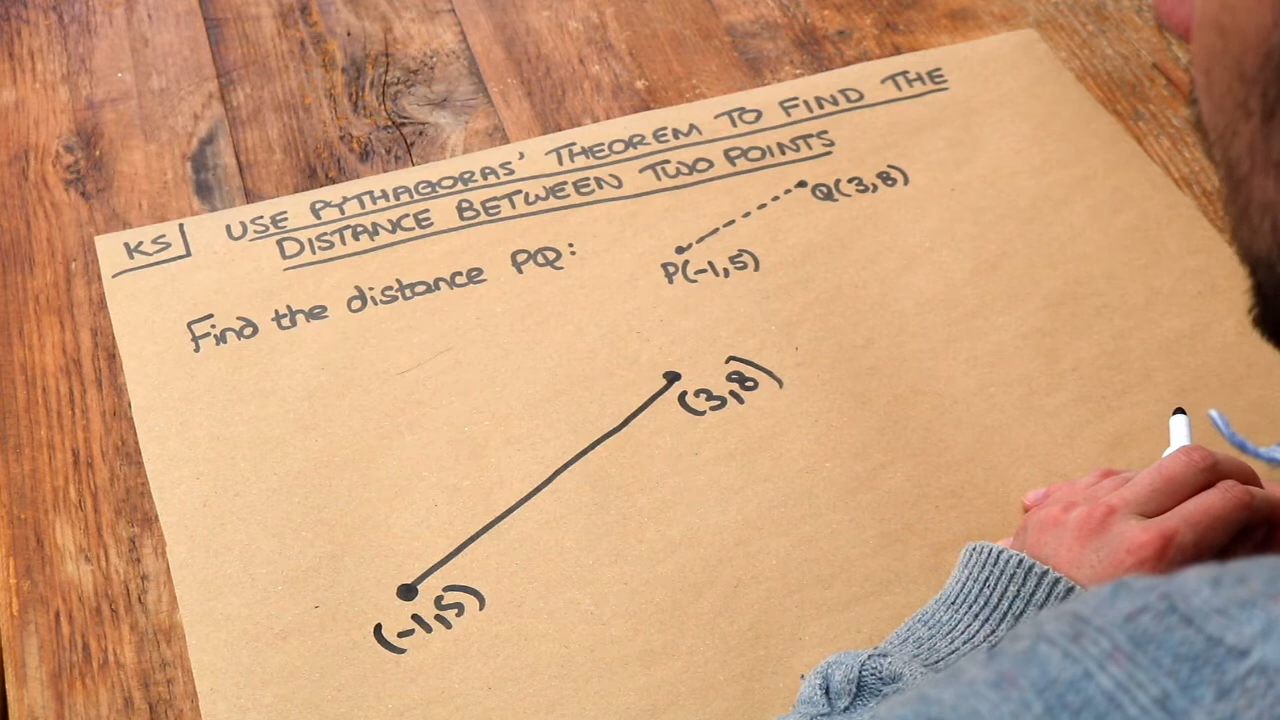 KS USE PYTHAGORAS' THEOREM TO FIND THE
DISTANCE BETWEEN TWO POINTS
Find the distance PQ:
Q(3,8)
P(-1,5)
(3,8)
(-1,5)